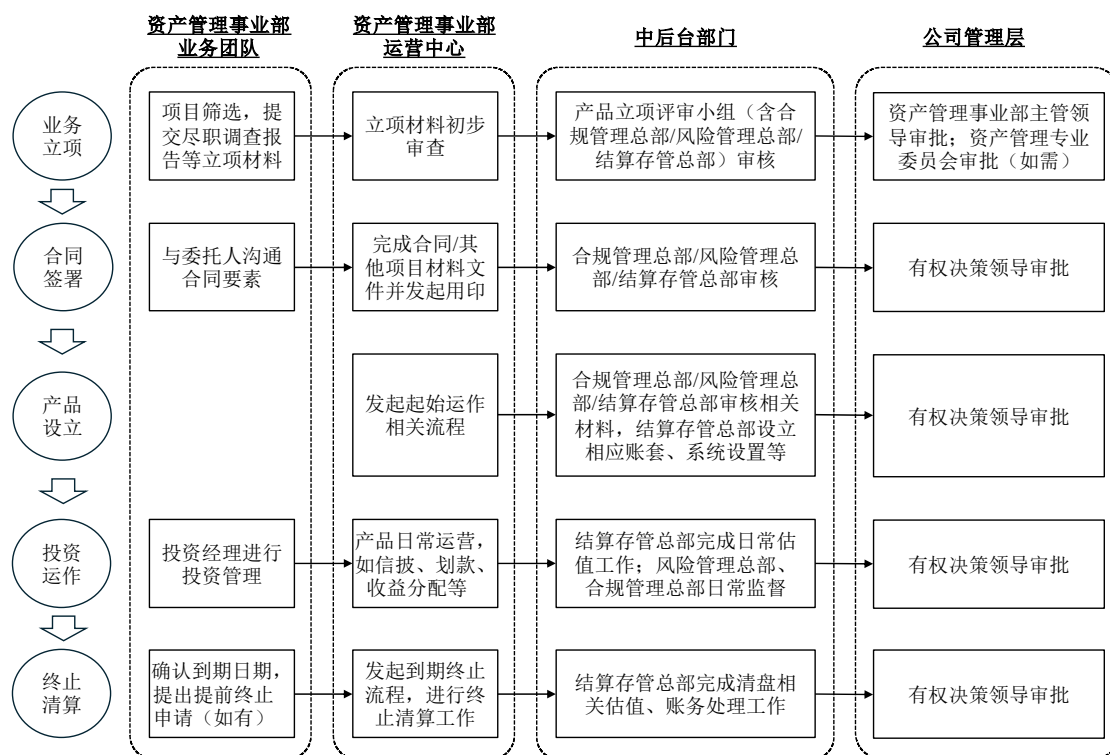 资产管理事业部
业务团队
资产管理事业部
运营中心
中后台部门
公司管理层
业务
立项
项目筛选，提
交尽职调查报
告等立项材料
立项材料初步
审查
产品立项评审小组（含合
规管理总部/风险管理总部/
结算存管总部）审核
资产管理事业部主管领
导审批；资产管理专业
委员会审批（如需）
合同
签署
与委托人沟通
合同要素
完成合同/其
他项目材料文
件并发起用印
合规管理总部/风险管理总
部/结算存管总部审核
有权决策领导审批
产品
设立
发起起始运作
相关流程
合规管理总部/风险管理总
部/结算存管总部审核相关
材料，结算存管总部设立
相应账套、系统设置等
有权决策领导审批
投资
运作
投资经理进行
投资管理
产品日常运营，
如信披、划款、
收益分配等
结算存管总部完成日常估
值工作；风险管理总部、
合规管理总部日常监督
有权决策领导审批
终止
清算
确认到期日期，
提出提前终止
申请（如有）
发起到期终止
流程，进行终
止清算工作
结算存管总部完成清盘相
关估值、账务处理工作
有权决策领导审批